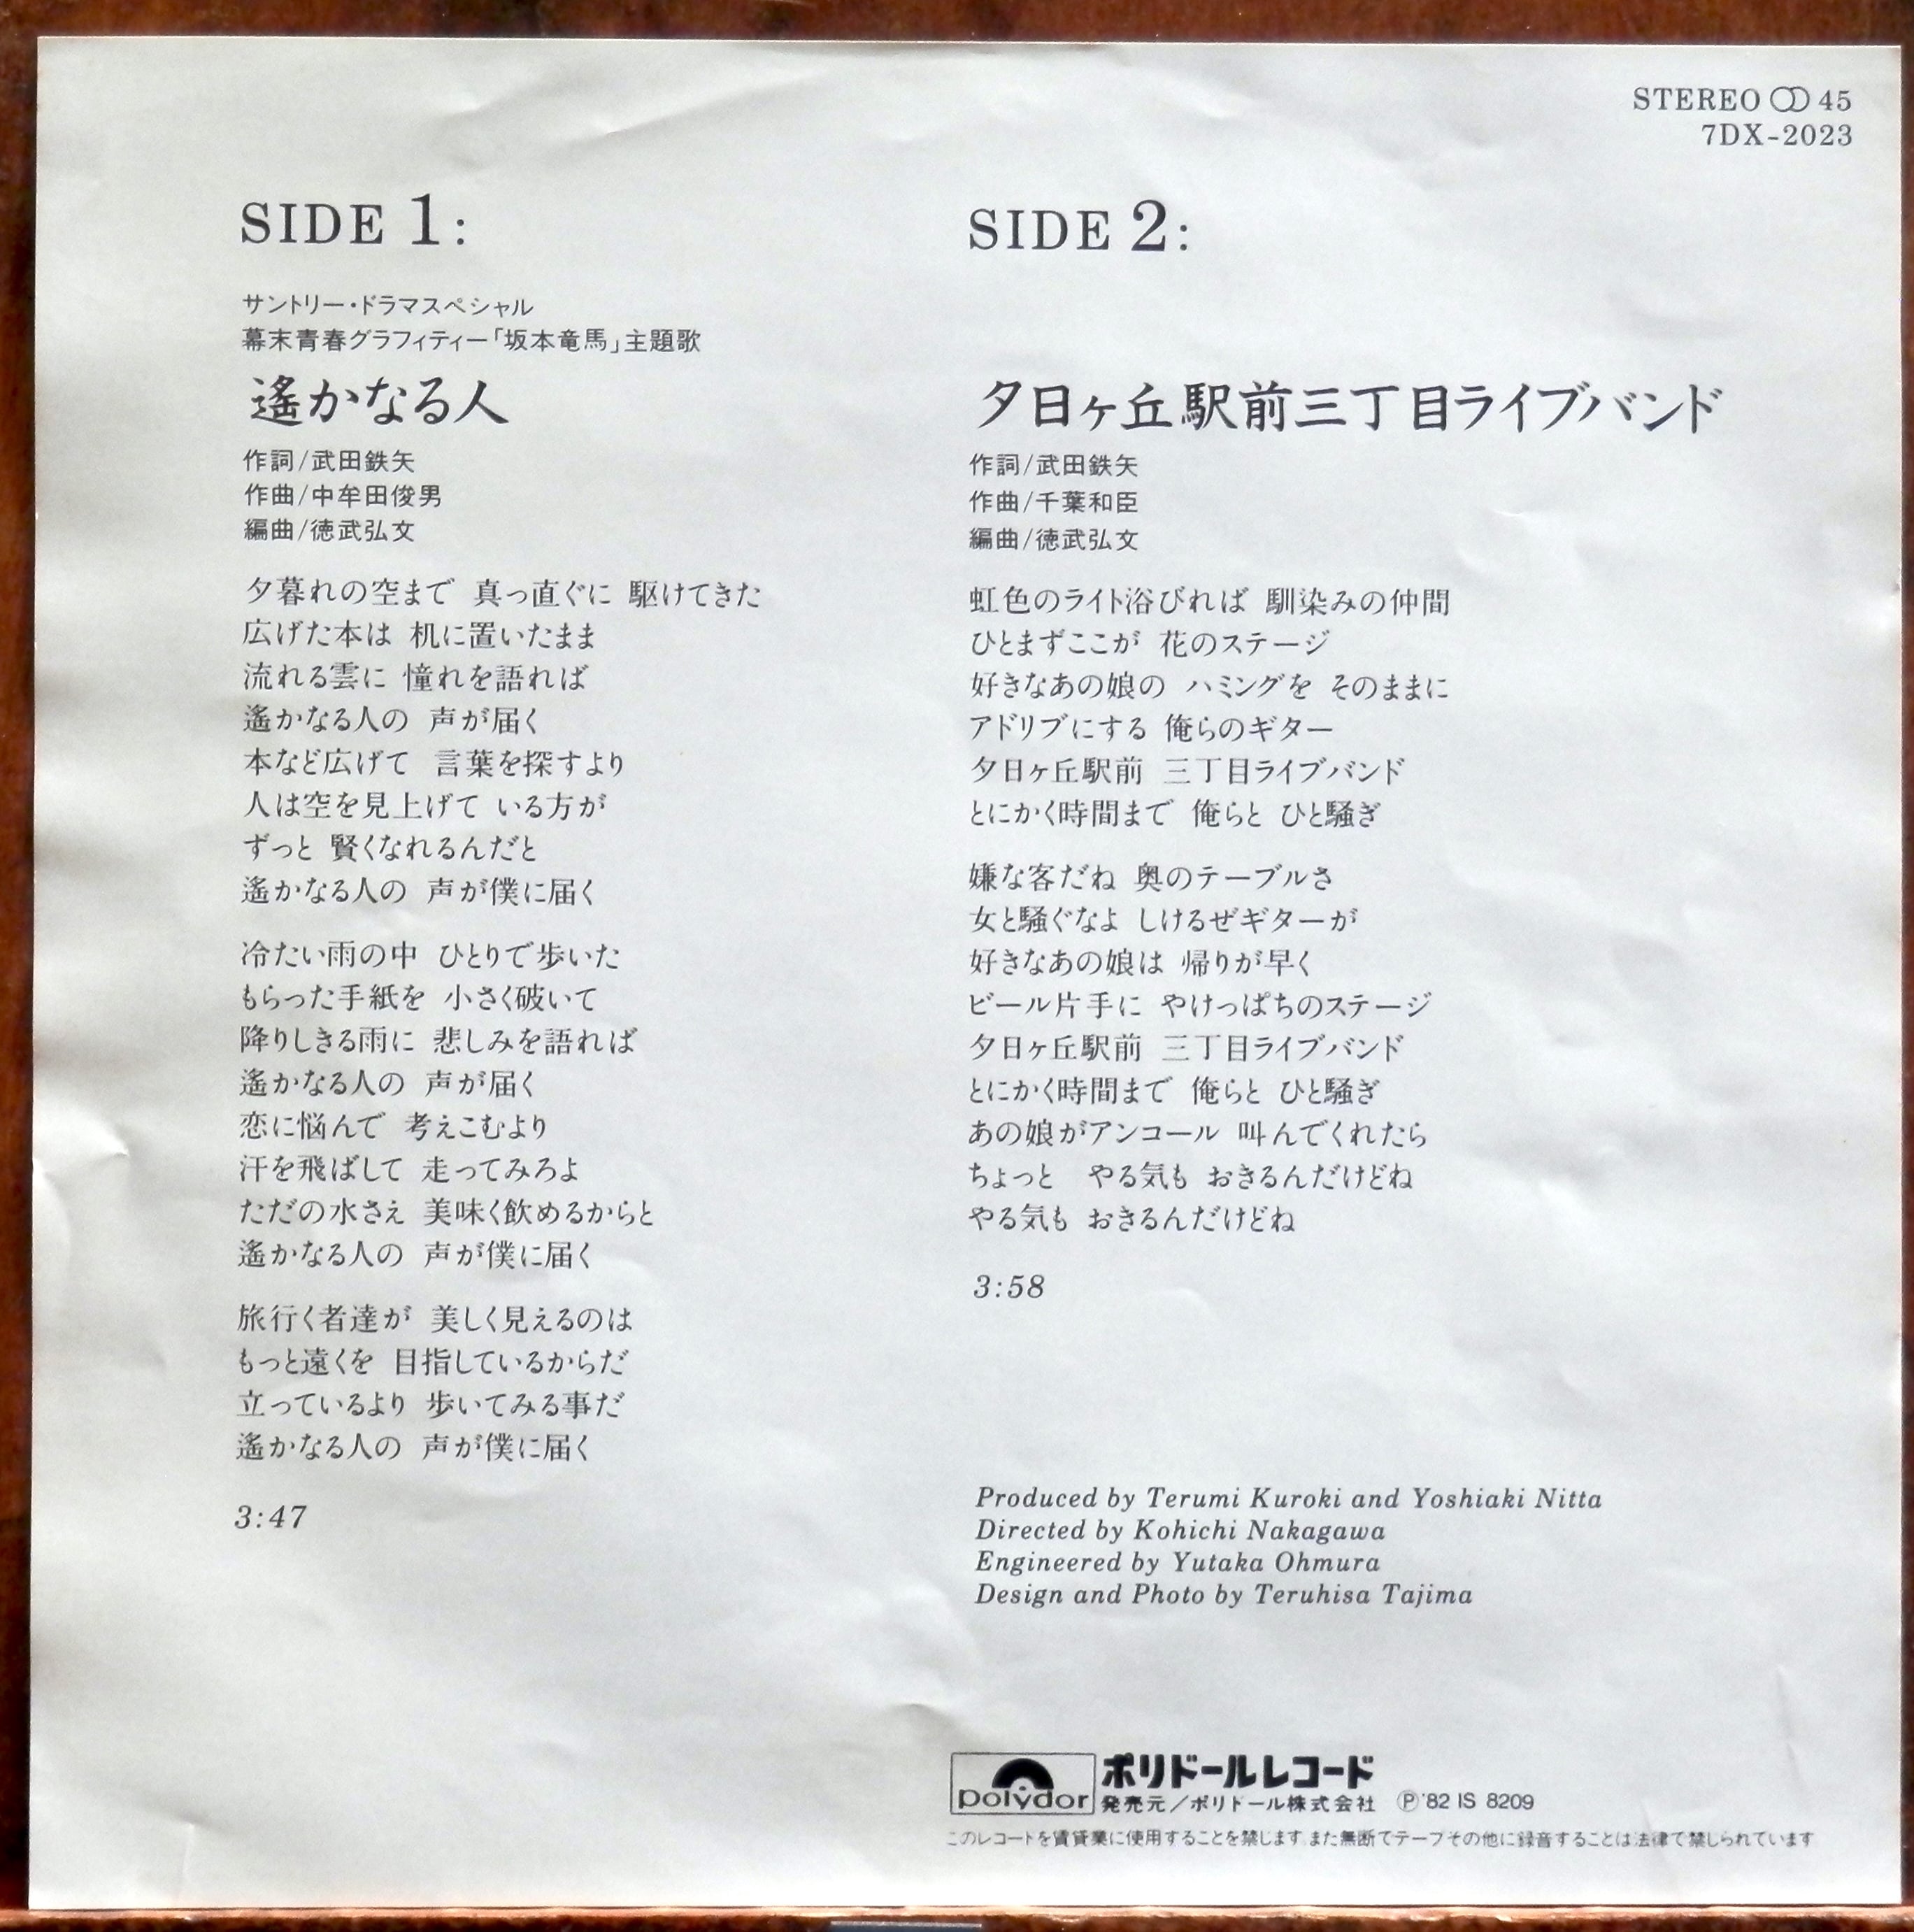 STEREO 45
7DX-2023
SIDE 1:
サントリー・ドラマスペシャル
幕末青春グラフィティー「坂本竜馬」主題歌
遙かなる人
作詞/武田鉄矢
作曲/中牟田俊男
編曲/徳武弘文
夕暮れの空まで 真っ直ぐに 駆けてきた
広げた本は 机に置いたまま
流れる雲に 憧れを語れば
遙かなる人の 声が届く
本など広げて 言葉を探すより
人は空を見上げて いる方が
ずっと 賢くなれるんだと
遙かなる人の 声が僕に届く
冷たい雨の中 ひとりで歩いた
もらった手紙を 小さく破いて
降りしきる雨に 悲しみを語れば
遙かなる人の 声が届く
恋に悩んで 考えこむより
汗を飛ばして 走ってみろよ
ただの水さえ 美味く飲めるからと
遙かなる人の 声が僕に届く
旅行く者達が 美しく見えるのは
もっと遠くを 目指しているからだ
立っているより 歩いてみる事だ
遙かなる人の 声が僕に届く
3:47
SIDE 2:
夕日ヶ丘駅前三丁目ライブバンド
作詞/武田鉄矢
作曲/千葉和臣
編曲/徳武弘文
虹色のライト浴びれば 馴染みの仲間
ひとまずここが 花のステージ
好きなあの娘の ハミングを そのままに
アドリブにする 俺らのギター
夕日ヶ丘駅前 三丁目ライブバンド
とにかく時間まで 俺らと ひと騒ぎ
嫌な客だね 奥のテーブルさ
女と騒ぐなよ しけるぜギターが
好きなあの娘は 帰りが早く
ビール片手に やけっぱちのステージ
夕日ヶ丘駅前 三丁目ライブバンド
とにかく時間まで 俺らと ひと騒ぎ
あの娘がアンコール 叫んでくれたら
ちょっと やる気も おきるんだけどね
やる気も おきるんだけどね
3:58
Produced by Terumi Kuroki and Yoshiaki Nitta
Directed by Kohichi Nakagawa
Engineered by Yutaka Ohmura
Design and Photo by Teruhisa Tajima
polydor
ポリドールレコード
発売元/ポリドール株式会社 Ⓟ'82 IS 8209
このレコードを賃貸業に使用することを禁じます。また無断でテープその他に録音することは法律で禁じられています